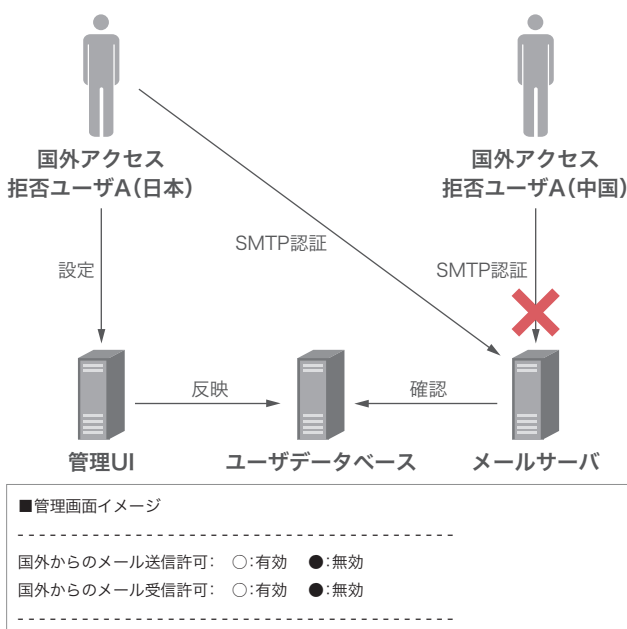 国外アクセス
拒否ユーザA(日本)
国外アクセス
拒否ユーザA(中国)
SMTP認証
設定
SMTP認証
反映
確認
管理UI
ユーザデータベース
メールサーバ
■管理画面イメージ
- - - - - - - - - - - - - - - - - - - - - - - - - - - - - - - - - - - - - - - - -
国外からのメール送信許可: ○:有効 ●:無効
国外からのメール受信許可: ○:有効 ●:無効
- - - - - - - - - - - - - - - - - - - - - - - - - - - - - - - - - - - - - - - - -